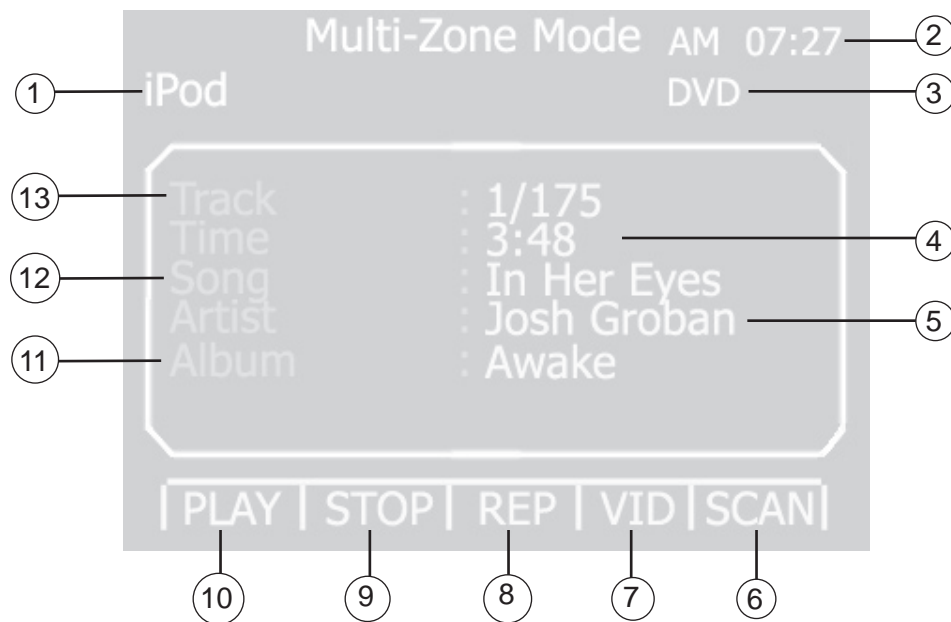 Multi-Zone Mode AM 07:27 2
1 iPod DVD 3
13 Track : 1/175
Time : 3:48 4
12 Song : In Her Eyes
Artist : Josh Groban 5
11 Album : Awake
PLAY STOP REP VID SCAN
10 9 8 7 6